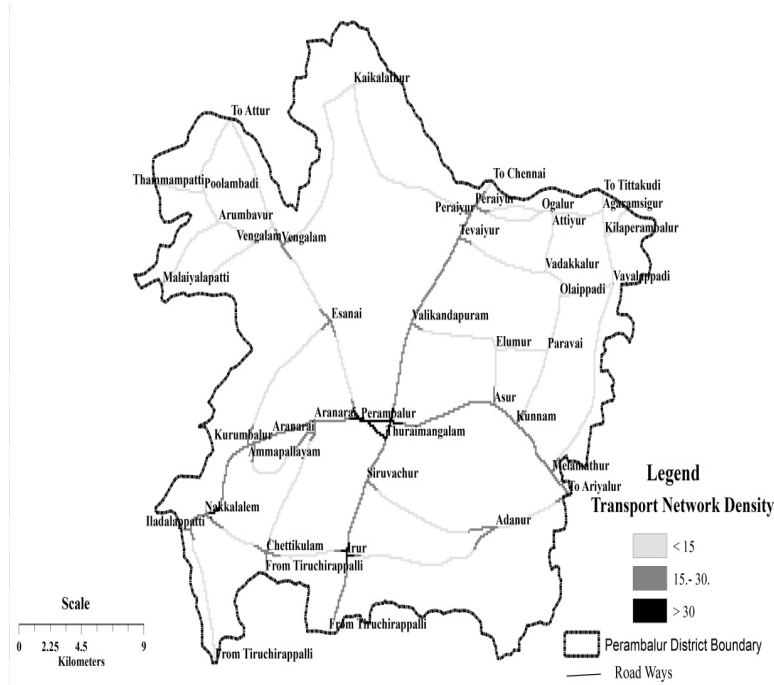 Kaikalathur
To Attur
To Chennai
Thammampatti
Poolambadi
To Tittakudi
Peraiyur
Peraiyur
Ogalur
Agaramsigur
Arumbavur
Attiyur
Kilaperambalur
Vengalam
Vengalam
Tevaiyur
Malaiyalapatti
Vadakkalur
Vayalappadi
Olaippadi
Esanai
Valikandapuram
Elumur
Paravai
Asur
Aranarai
Perambalur
Kunnam
Aranarai
Thuraimangalam
Kurumbalur
Ammapallayam
Melamathur
Siruvachur
To Ariyalur
Nakkalalem
Iladalappatti
Adanur
Chettikulam
Irur
From Tiruchirappalli
From Tiruchirappalli
From Tiruchirappalli
Legend
Transport Network Density
< 15
15.- 30.
> 30
Perambalur District Boundary
Road Ways
Scale
0 2.25 4.5 9
Kilometers